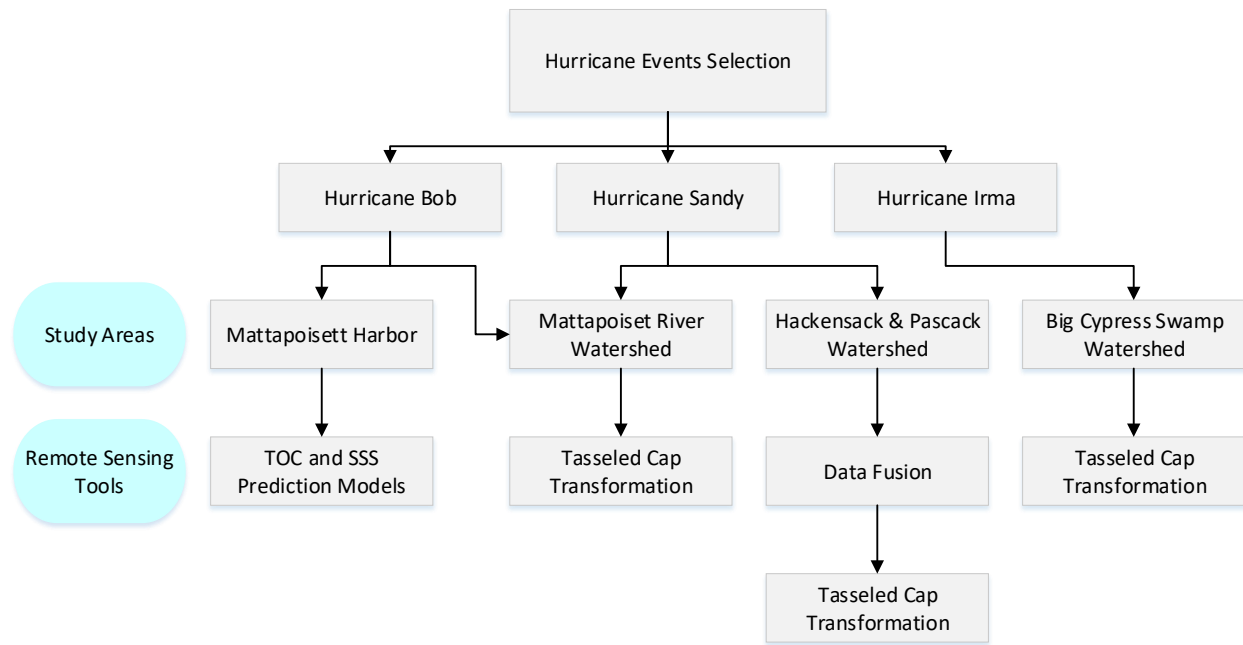 Hurricane Events Selection
Hurricane Bob
Hurricane Sandy
Hurricane Irma
Study Areas
Mattapoisett Harbor
Mattapoiset River
Watershed
Hackensack & Pascack
Watershed
Big Cypress Swamp
Watershed
Remote Sensing
Tools
TOC and SSS
Prediction Models
Tasseled Cap
Transformation
Data Fusion
Tasseled Cap
Transformation
Tasseled Cap
Transformation